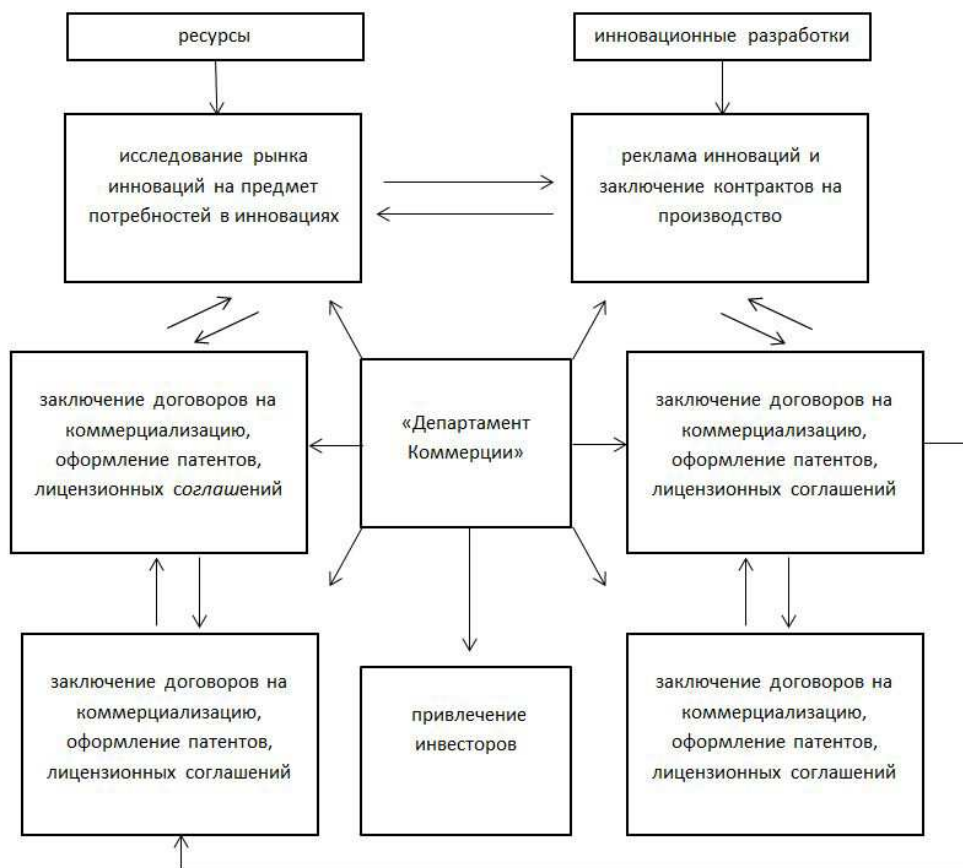 ресурсы
инновационные разработки
исследование рынка
инноваций на предмет
потребностей в инновациях
реклама инноваций и
заключение контрактов на
производство
заключение договоров на
коммерциализацию,
оформление патентов,
лицензионных соглашений
«Департамент
Коммерции»
заключение договоров на
коммерциализацию,
оформление патентов,
лицензионных соглашений
заключение договоров на
коммерциализацию,
оформление патентов,
лицензионных соглашений
привлечение
инвесторов
заключение договоров на
коммерциализацию,
оформление патентов,
лицензионных соглашений